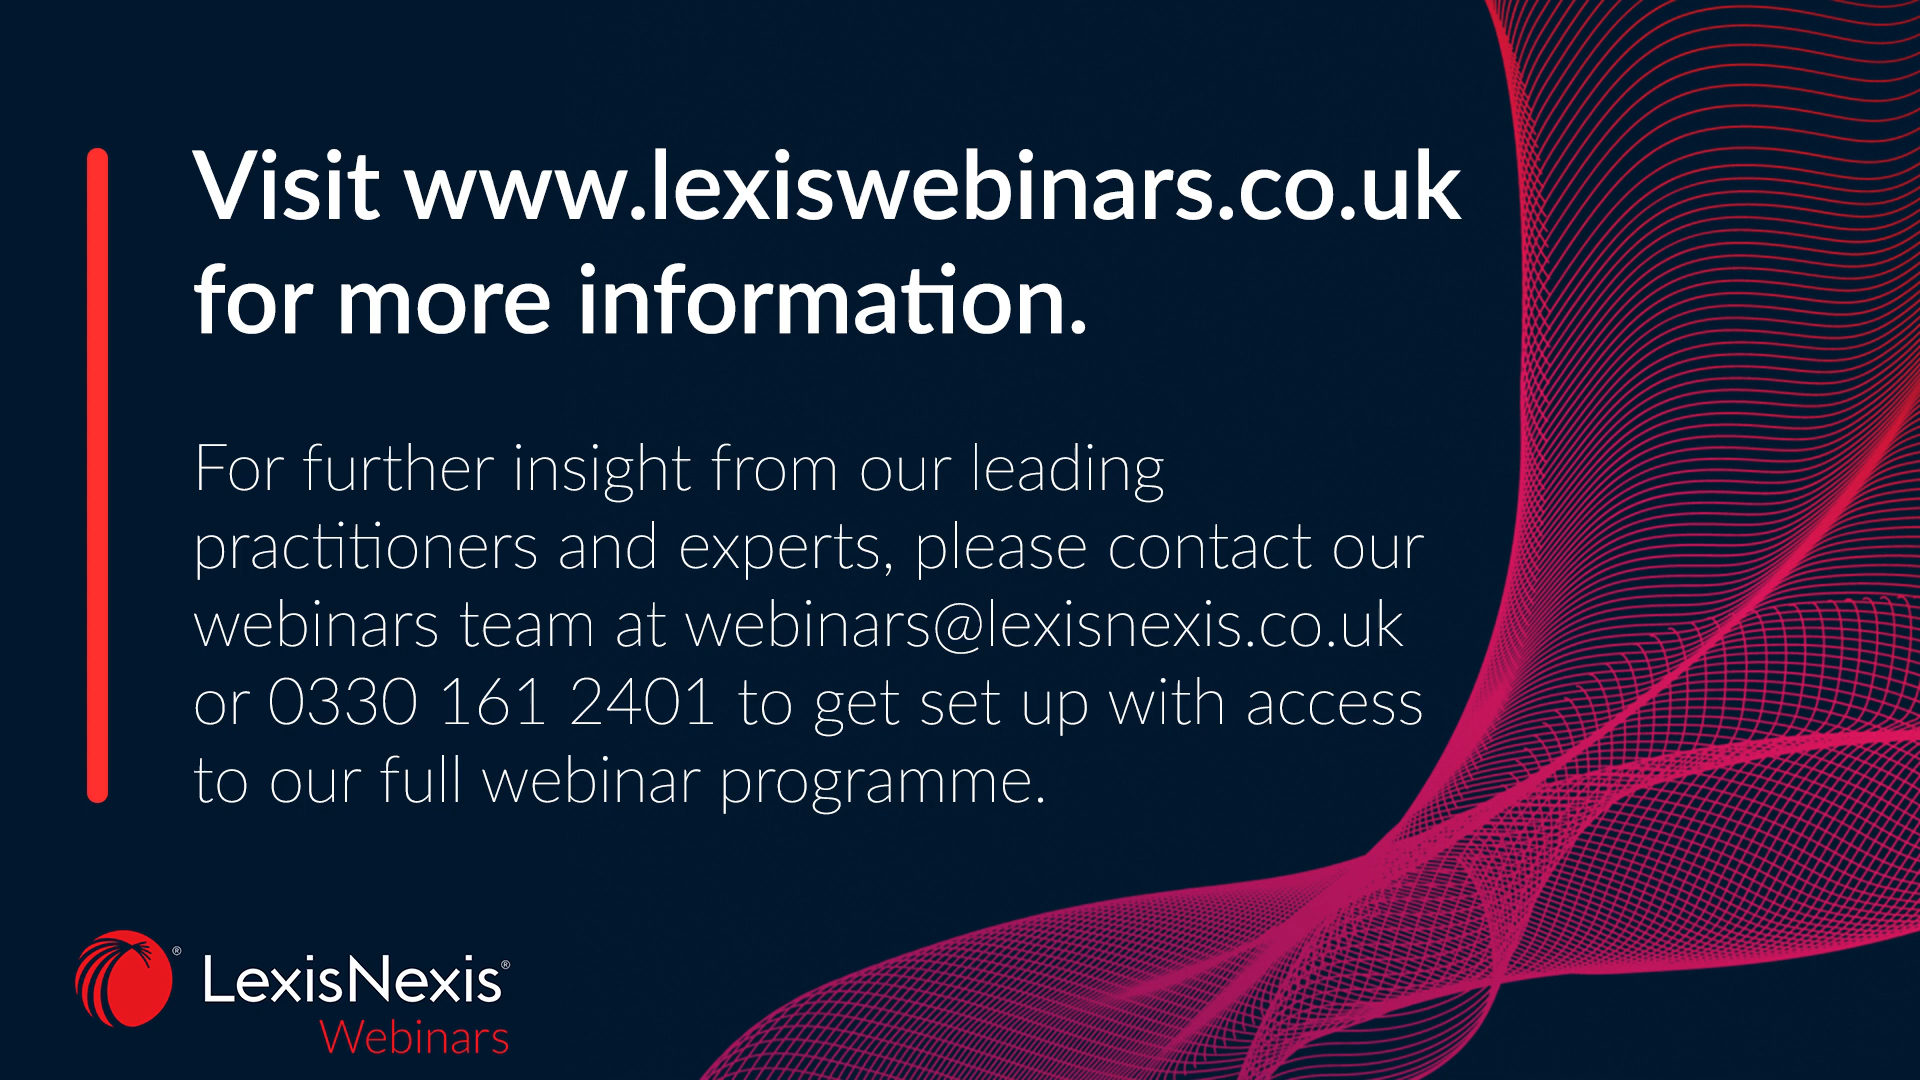 Visit www.lexiswebinars.co.uk
for more information.
For further insight from our leading
practitioners and experts, please contact our
webinars team at webinars@lexisnexis.co.uk
or 0330 161 2401 to get set up with access
to our full webinar programme.
® LexisNexis®
Webinars